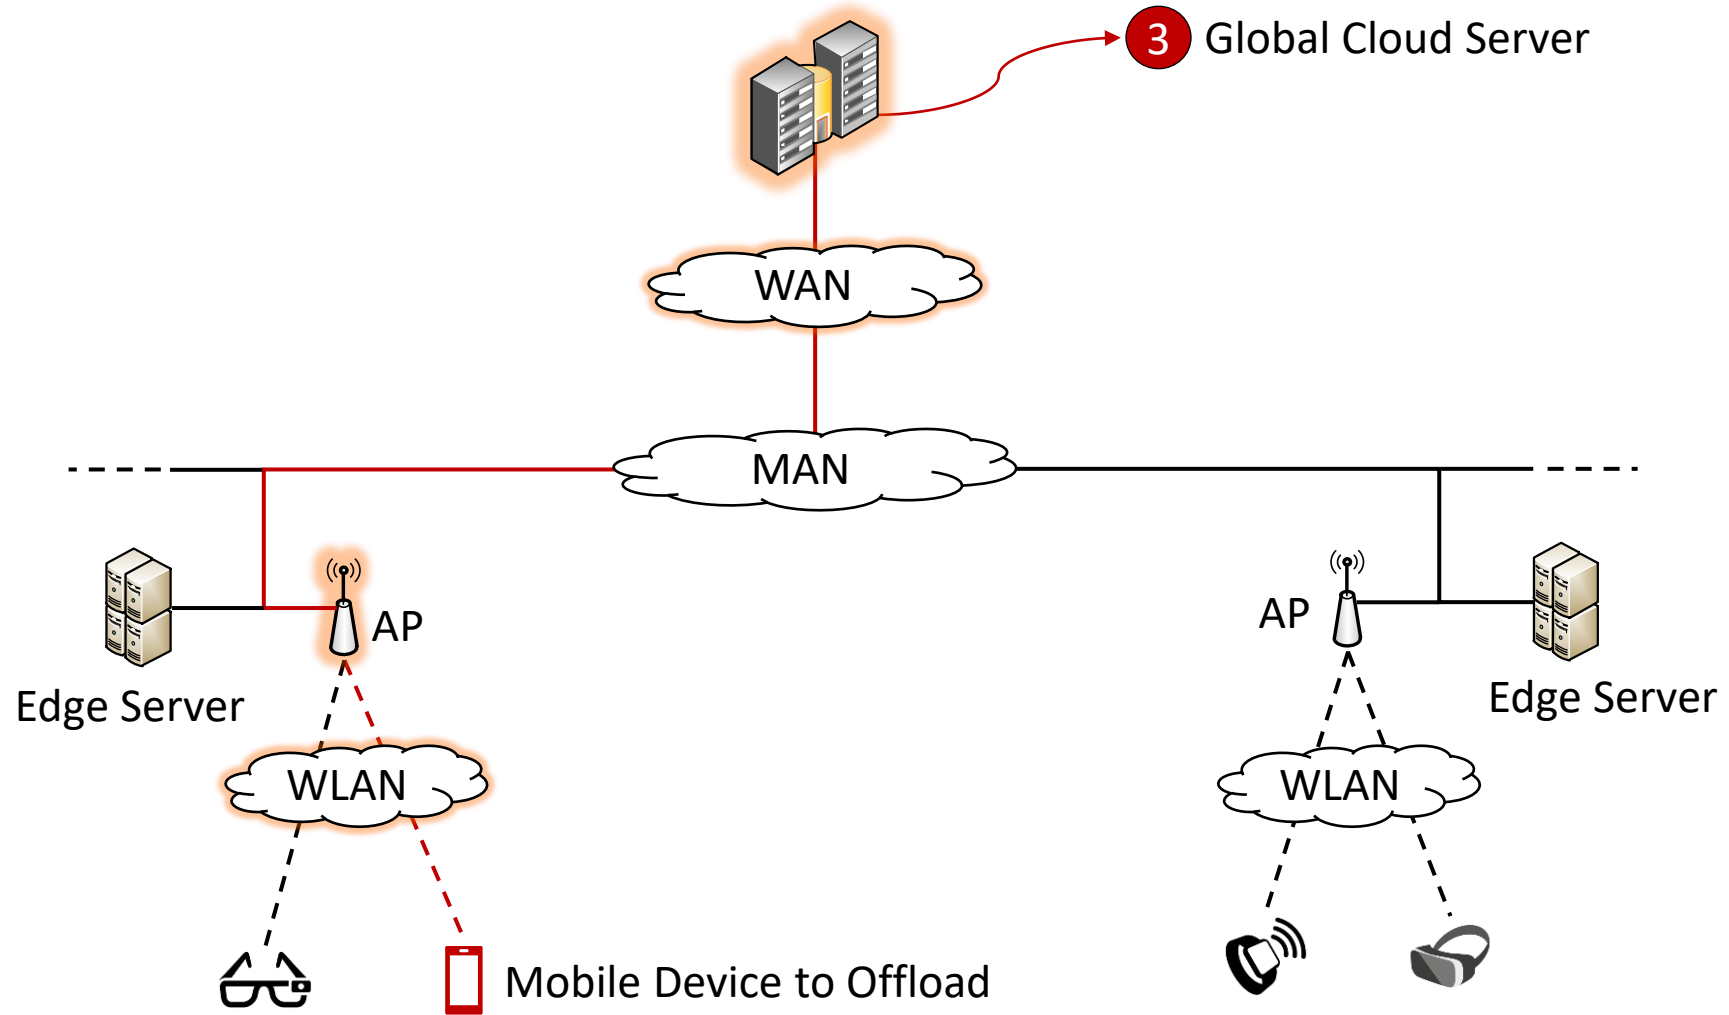 3 Global Cloud Server
WAN
MAN
AP
AP
Edge Server
Edge Server
WLAN
WLAN
Mobile Device to Offload